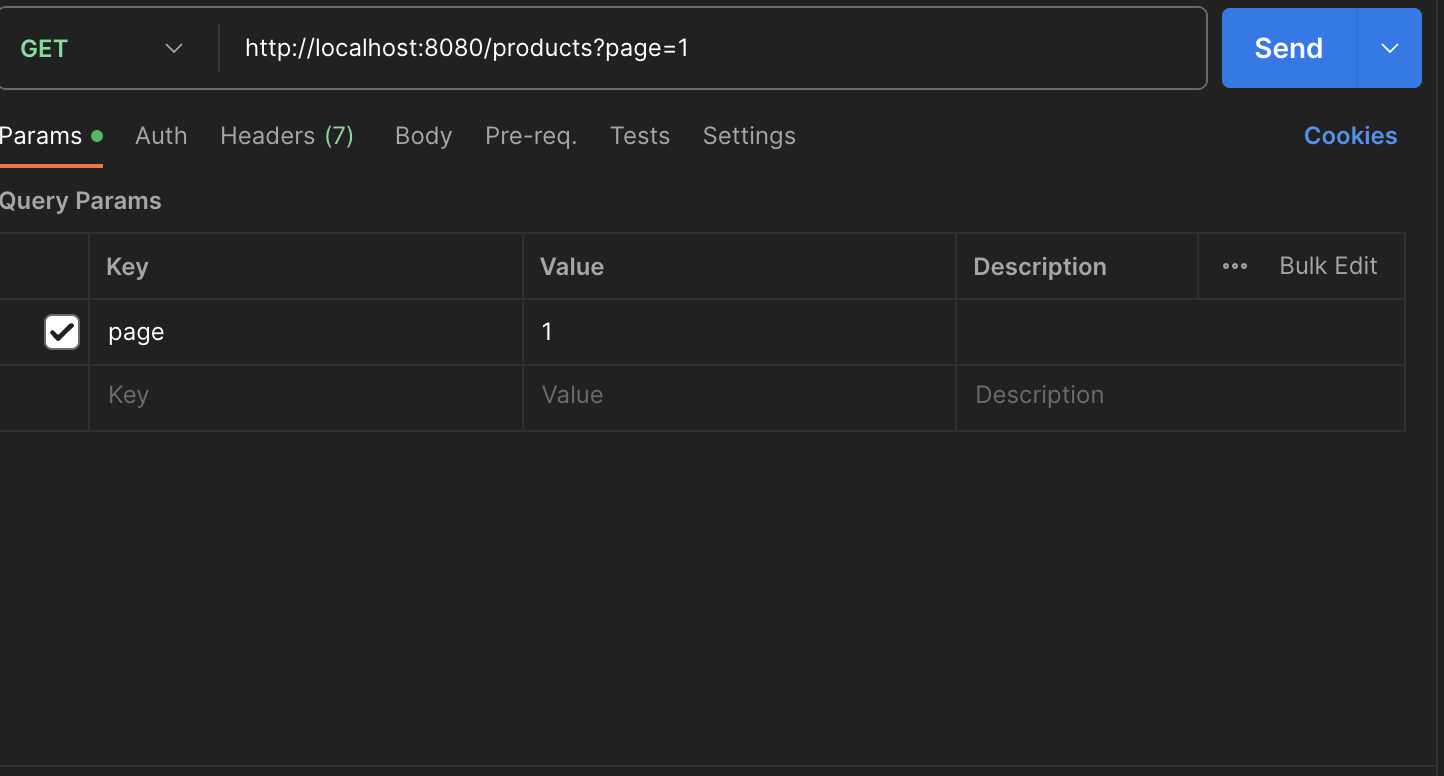 GET http://localhost:8080/products?page=1 Send
Params Auth Headers (7) Body Pre-req. Tests Settings Cookies
Query Params
Key Value Description Bulk Edit
page 1
Key Value Description